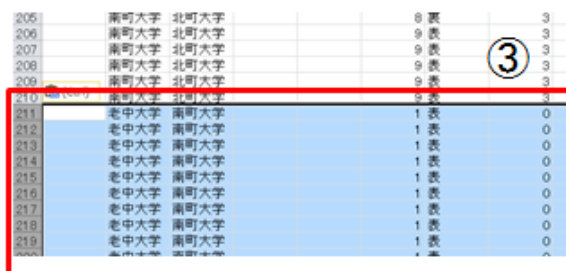 205 南町大学 北町大学 8 裏 3
206 南町大学 北町大学 9 表 3
207 南町大学 北町大学 9 表 3
208 南町大学 北町大学 9 表 3
③
209 南町大学 北町大学 9 表 3
210 (Ctrl) 南町大学 北町大学 9 表 3
211 老中大学 南町大学 1 表 0
212 老中大学 南町大学 1 表 0
213 老中大学 南町大学 1 表 0
214 老中大学 南町大学 1 表 0
215 老中大学 南町大学 1 表 0
216 老中大学 南町大学 1 表 0
217 老中大学 南町大学 1 表 0
218 老中大学 南町大学 1 表 0
219 老中大学 南町大学 1 表 0